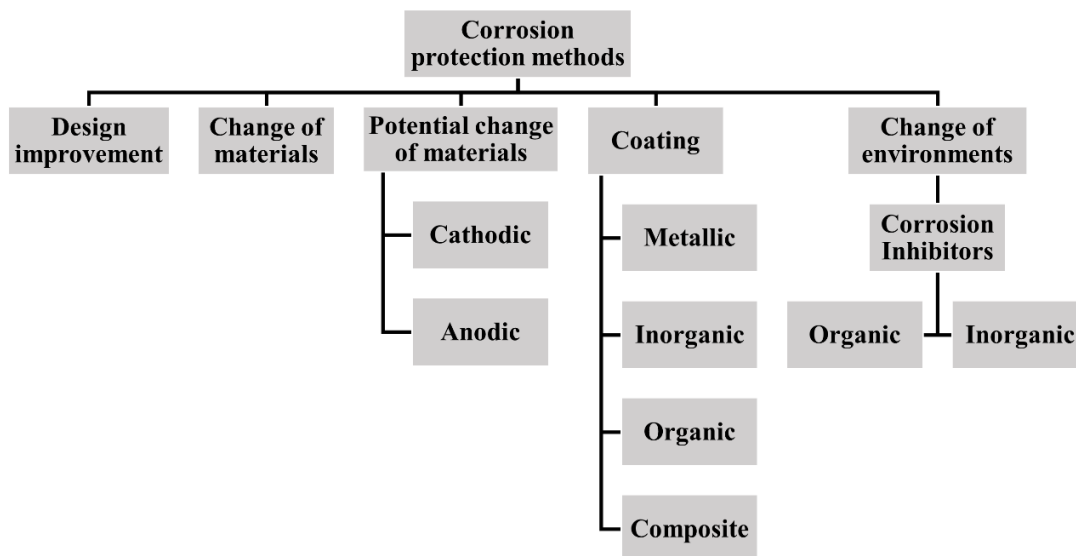 Corrosion
protection methods
Design
improvement
Change of
materials
Potential change
of materials
Coating
Change of
environments
Cathodic
Anodic
Metallic
Inorganic
Organic
Composite
Corrosion
Inhibitors
Organic
Inorganic